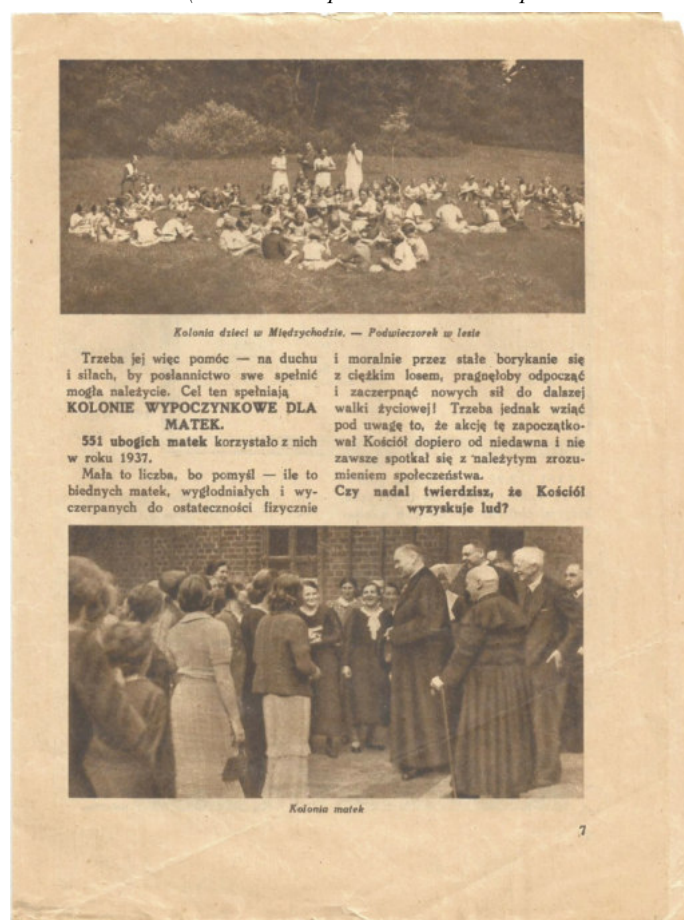 Kolonia dzieci w Międzychodzie. — Podwieczorek w lesie
Trzeba jej więc pomóc — na duchu
i siłach, by posłannictwo swe spełnić
mogła należycie. Cel ten spełniają
KOLONIE WYPOCZYNKOWE DLA
MATEK.
551 ubogich matek korzystało z nich
w roku 1937.
Mała to liczba, bo pomyśl — ile to
biednych matek, wygłodniałych i wy-
czerpanych do ostateczności fizycznie
i moralnie przez stałe borykanie się
z ciężkim losem, pragnęłoby odpocząć
i zaczerpnąć nowych sił do dalszej
walki życiowej! Trzeba jednak wziąć
pod uwagę to, że akcję tę zapoczątko-
wał Kościół dopiero od niedawna i nie
zawsze spotkał się z należytym zrozu-
mieniem społeczeństwa.
Czy nadal twierdzisz, że Kościół
wyzyskuje lud?
Kolonia matek
7